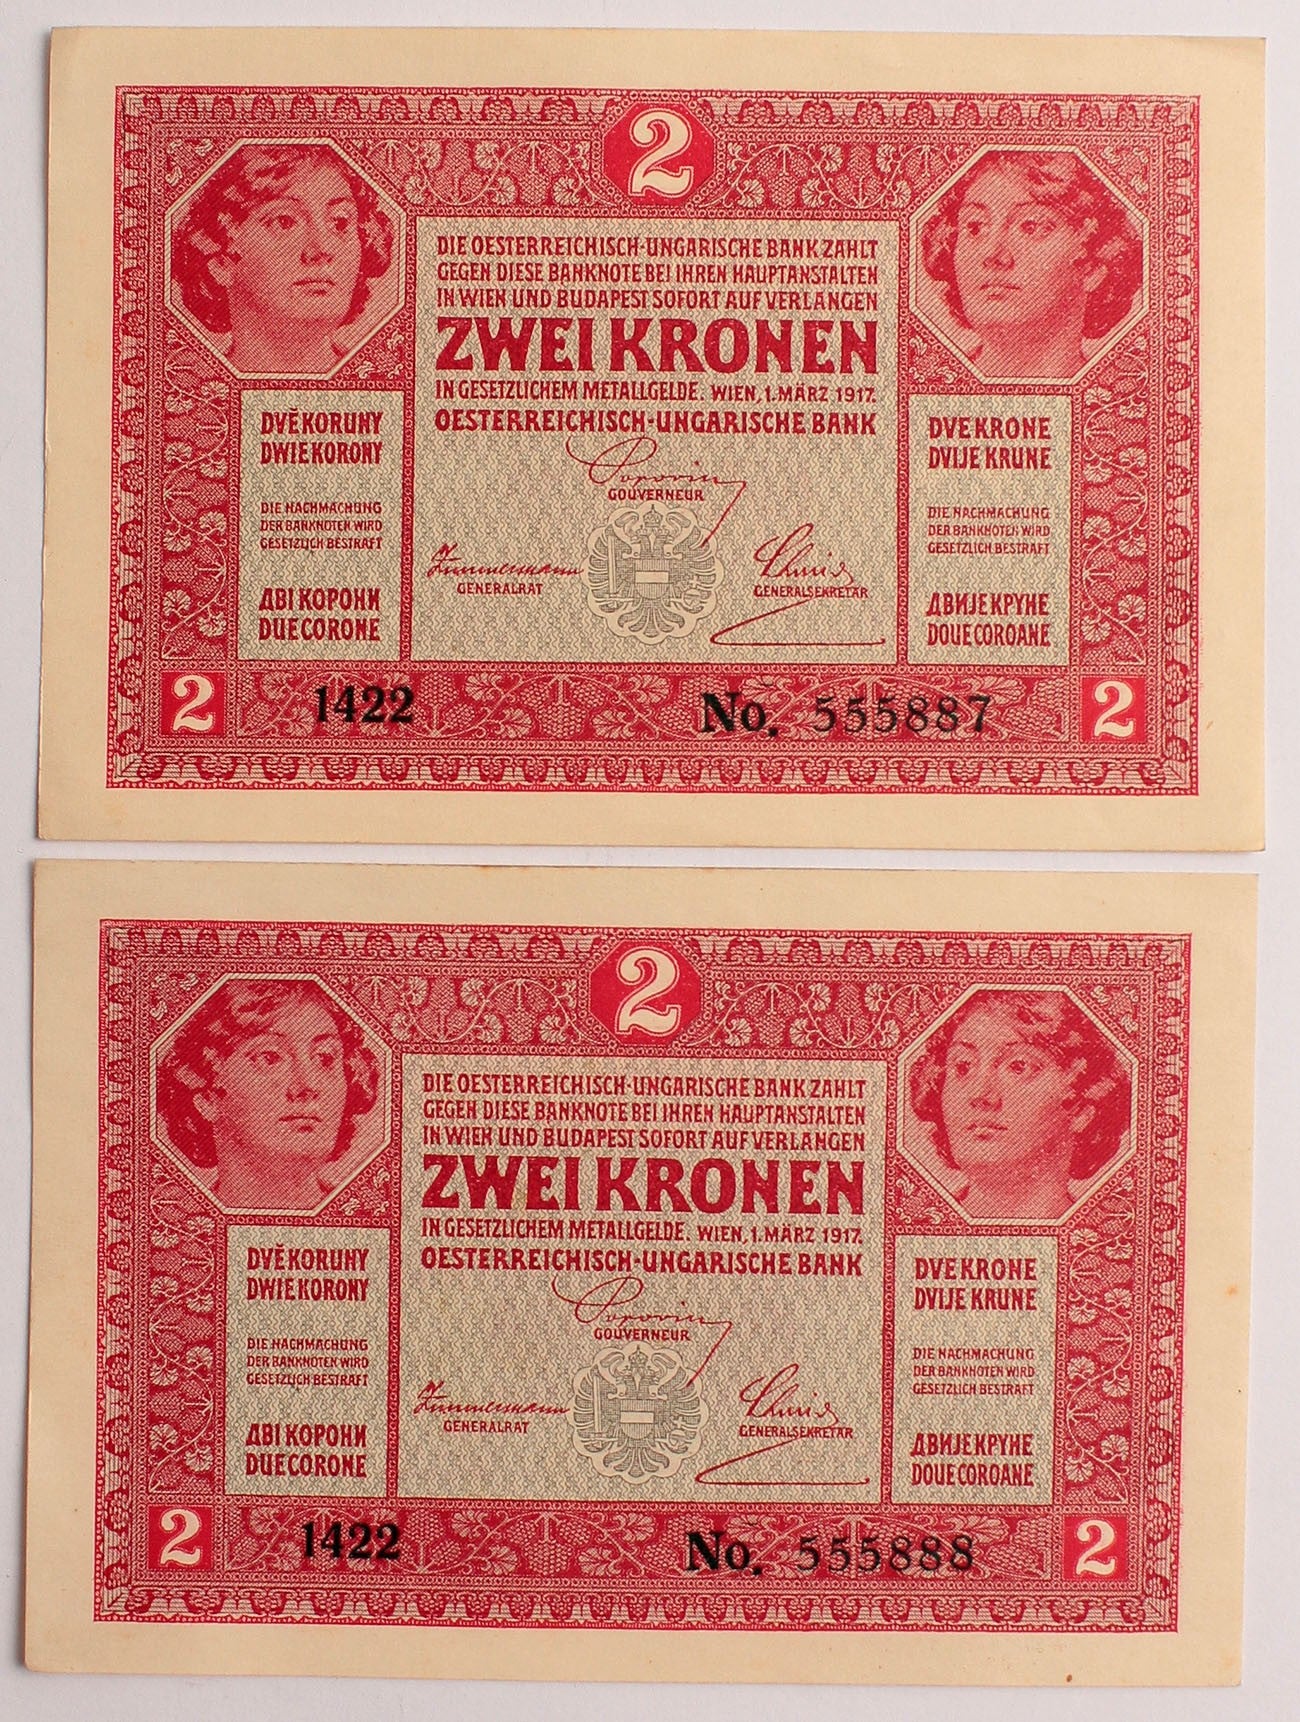 2
DIE OESTERREICHISCH-UNGARISCHE BANK ZAHLT
GEGEN DIESE BANKNOTE BEI IHREN HAUPTANSTALTEN
IN WIEN UND BUDAPEST SOFORT AUF VERLANGEN
ZWEI KRONEN
IN GESETZLICHEM METALLGELDE. WIEN, 1. MÄRZ 1917.
OESTERREICHISCH-UNGARISCHE BANK
DVĚ KORUNY
DWIE KORONY
DIE NACHMACHUNG
DER BANKNOTEN WIRD
GESETZLICH BESTRAFT
ДВІ КОРОНИ
DUE CORONE
Popovics
GOUVERNEUR
Zimmermann
GENERALRAT
GENERALSEKRETÄR
DVE KRONE
DVIJE KRUNE
DIE NACHMACHUNG
DER BANKNOTEN WIRD
GESETZLICH BESTRAFT
ДВИЈЕ КРУНЕ
DOUE COROANE
2 1422 No. 555887 2
2
DIE OESTERREICHISCH-UNGARISCHE BANK ZAHLT
GEGEN DIESE BANKNOTE BEI IHREN HAUPTANSTALTEN
IN WIEN UND BUDAPEST SOFORT AUF VERLANGEN
ZWEI KRONEN
IN GESETZLICHEM METALLGELDE. WIEN, 1. MÄRZ 1917.
OESTERREICHISCH-UNGARISCHE BANK
DVĚ KORUNY
DWIE KORONY
DIE NACHMACHUNG
DER BANKNOTEN WIRD
GESETZLICH BESTRAFT
ДВІ КОРОНИ
DUE CORONE
Popovics
GOUVERNEUR
Zimmermann
GENERALRAT
GENERALSEKRETÄR
DVE KRONE
DVIJE KRUNE
DIE NACHMACHUNG
DER BANKNOTEN WIRD
GESETZLICH BESTRAFT
ДВИЈЕ КРУНЕ
DOUE COROANE
2 1422 No. 555888 2